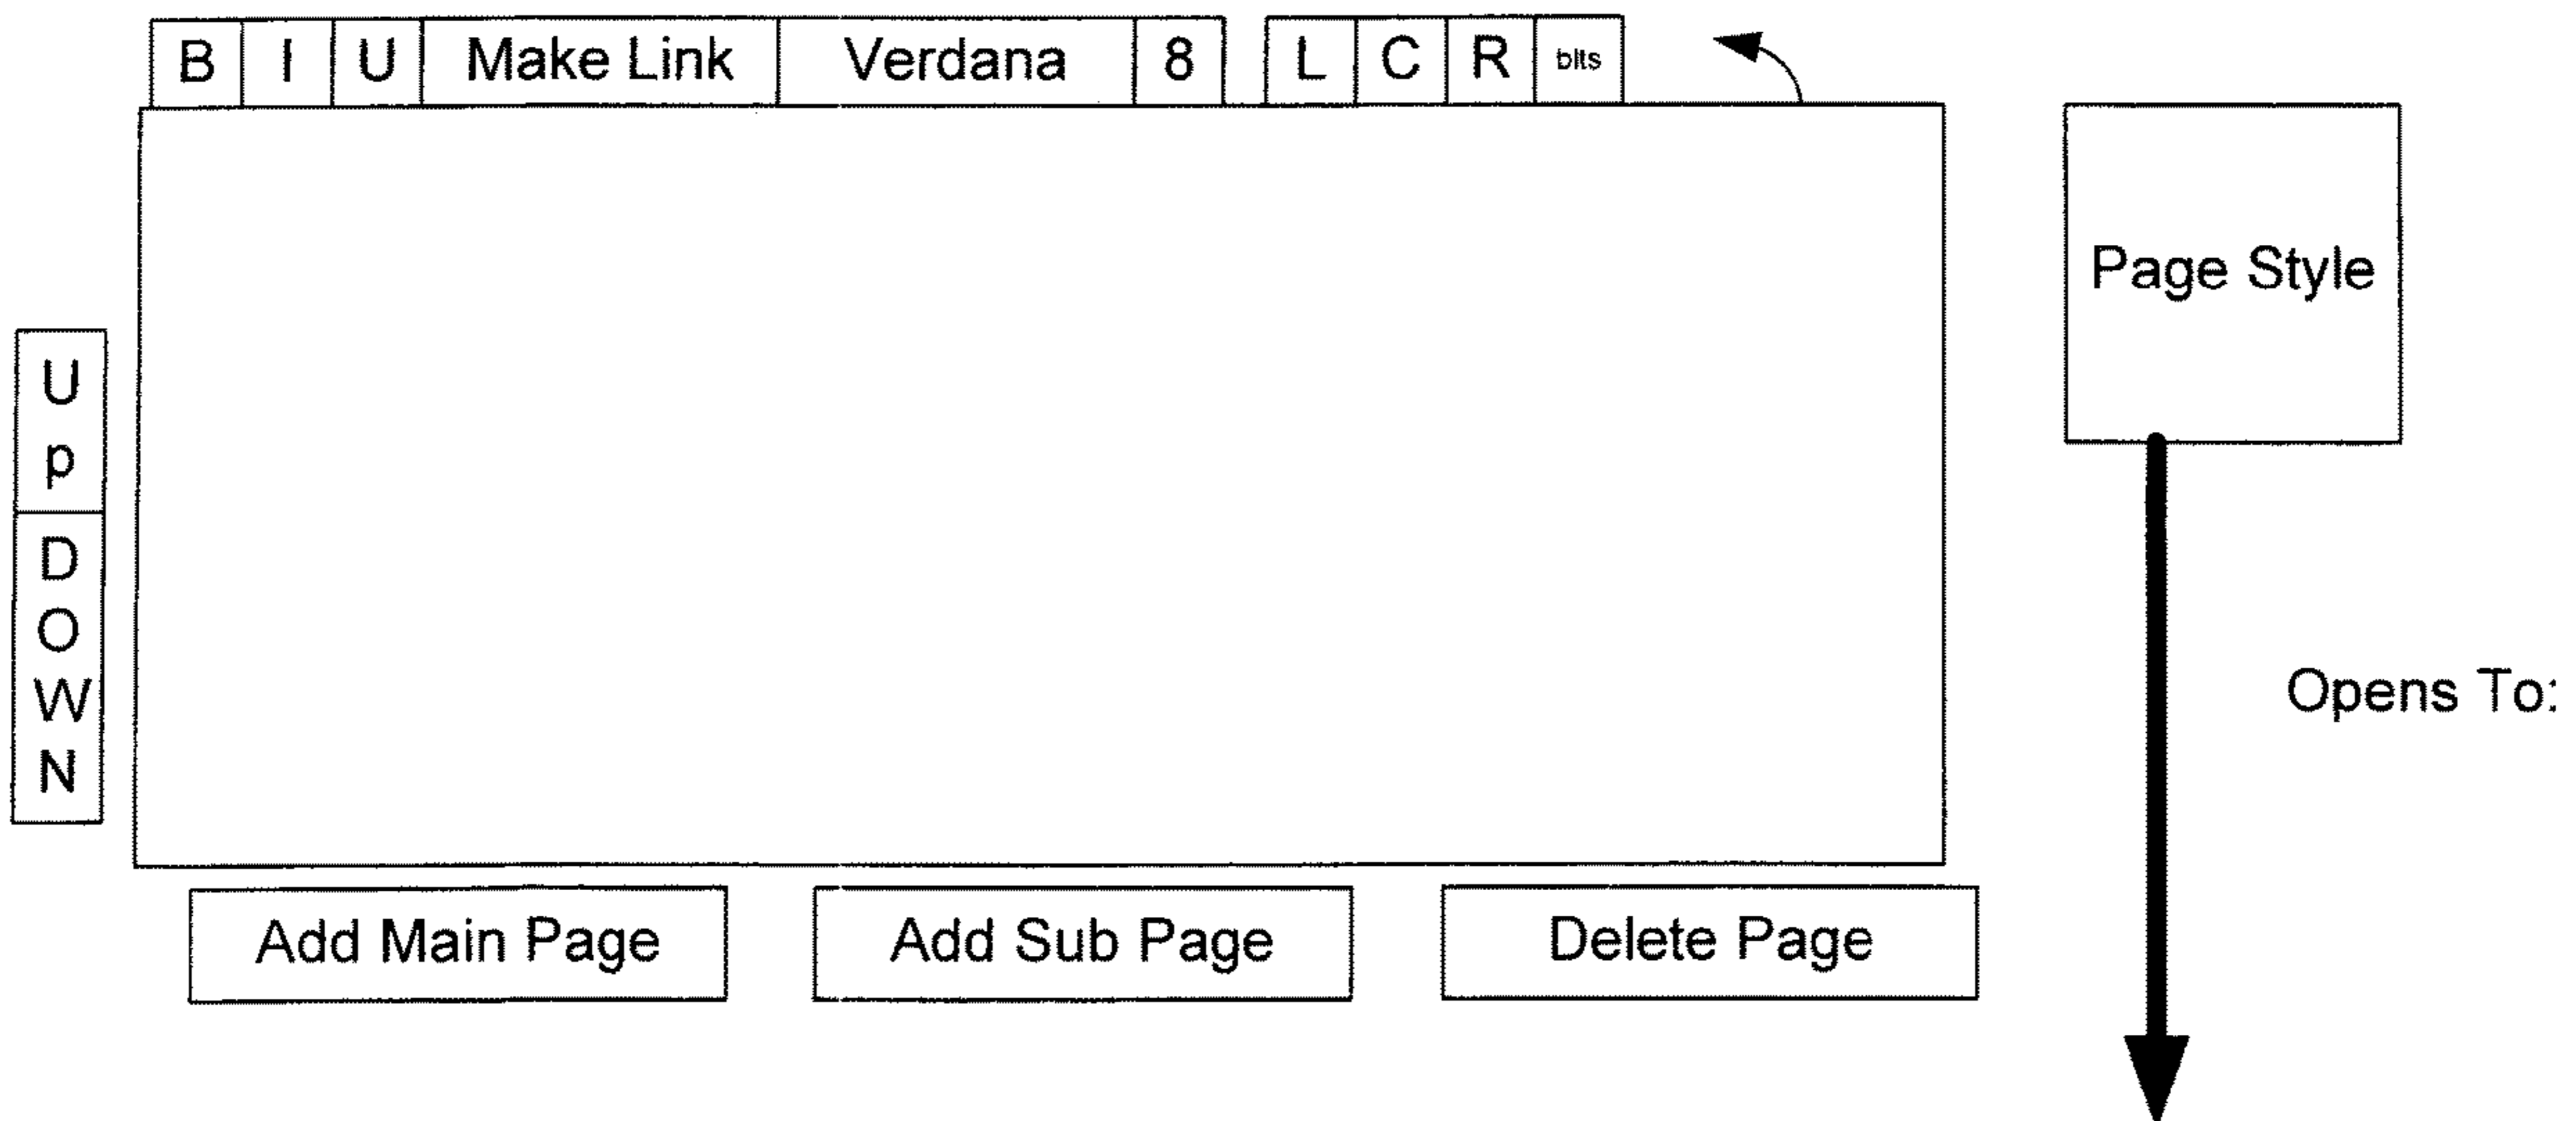 B I U Make Link Verdana 8 L C R blts
Page Style
Up
DOWN
Opens To:
Add Main Page Add Sub Page Delete Page